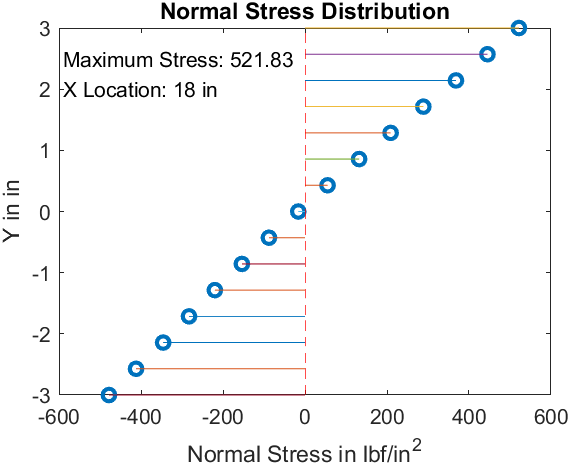 Normal Stress Distribution
Maximum Stress: 521.83
X Location: 18 in
3
2
1
0
-1
-2
-3
Y in in
-600 -400 -200 0 200 400 600
Normal Stress in lbf/in²